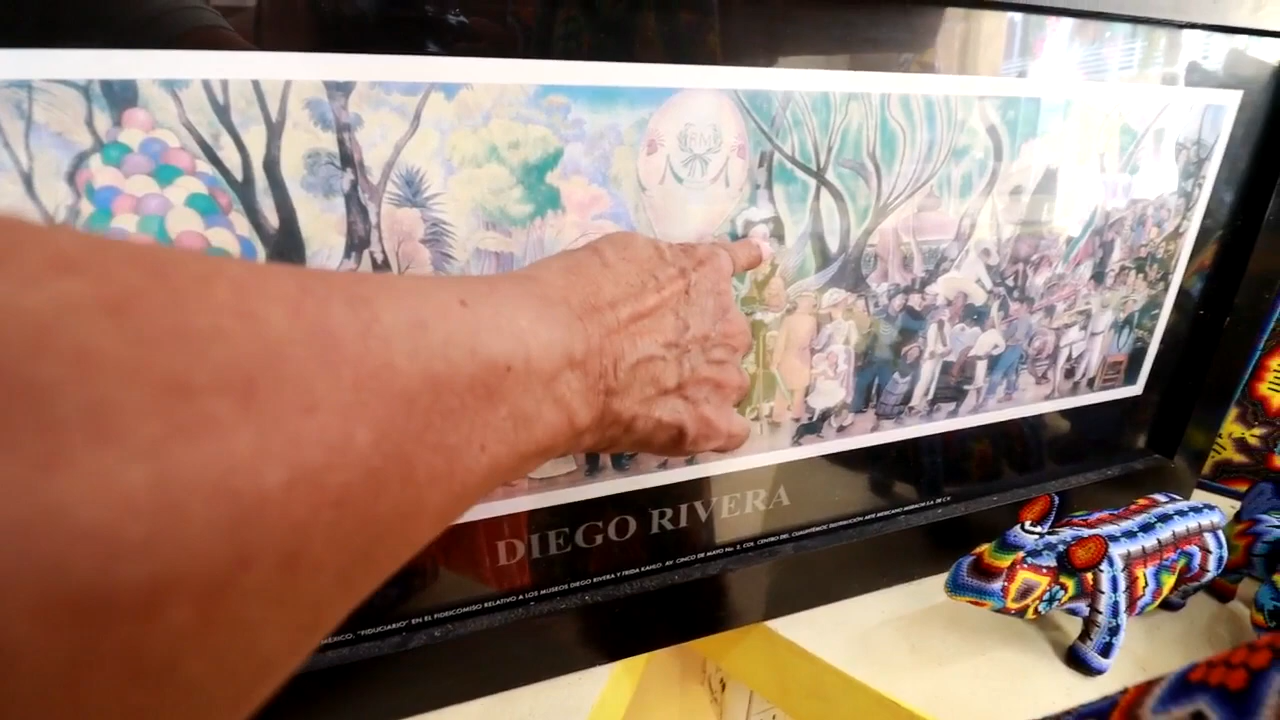 RM
DIEGO RIVERA
MÉXICO, "FIDUCIARIO" EN EL FIDEICOMISO RELATIVO A LOS MUSEOS DIEGO RIVERA Y FRIDA KAHLO. AV. CINCO DE MAYO No. 2, COL. CENTRO DEL. CUAUHTÉMOC DISTRIBUCIÓN ARTE MEXICANO S.A. DE C.V.